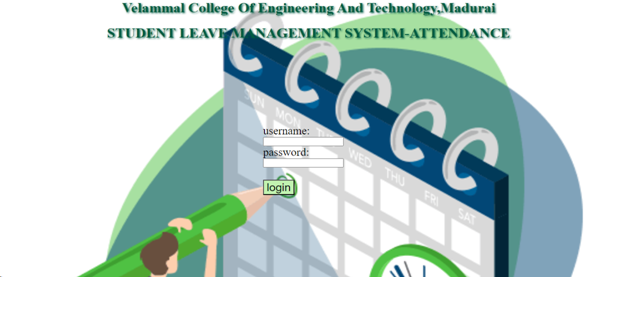 Velammal College Of Engineering And Technology,Madurai
STUDENT LEAVE MANAGEMENT SYSTEM-ATTENDANCE
SUN MON TUE WED THU FRI SAT
username:
password:
login